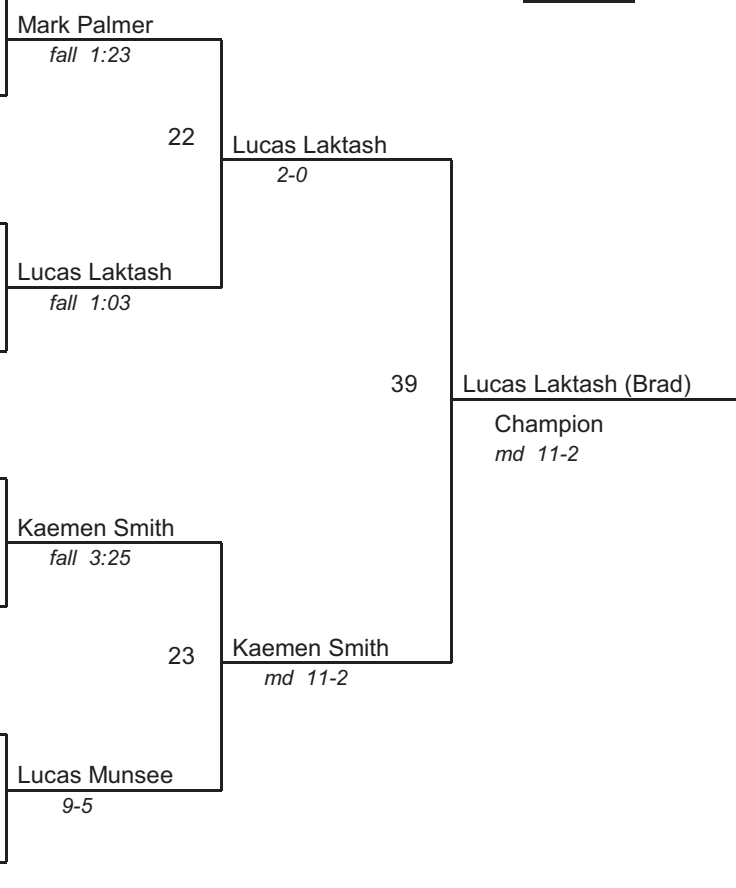 Mark Palmer
fall 1:23
22
Lucas Laktash
2-0
Lucas Laktash
fall 1:03
39
Lucas Laktash (Brad)
Champion
md 11-2
Kaemen Smith
fall 3:25
23
Kaemen Smith
md 11-2
Lucas Munsee
9-5